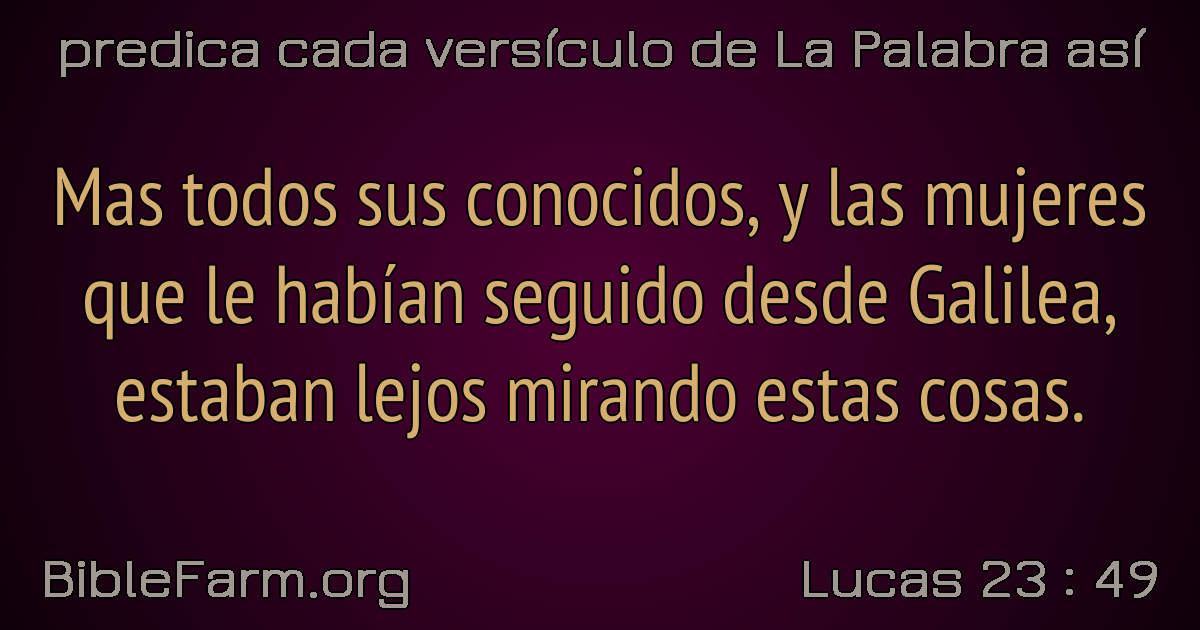 predica cada versículo de La Palabra así
Mas todos sus conocidos, y las mujeres
que le habían seguido desde Galilea,
estaban lejos mirando estas cosas.
BibleFarm.org
Lucas 23 : 49